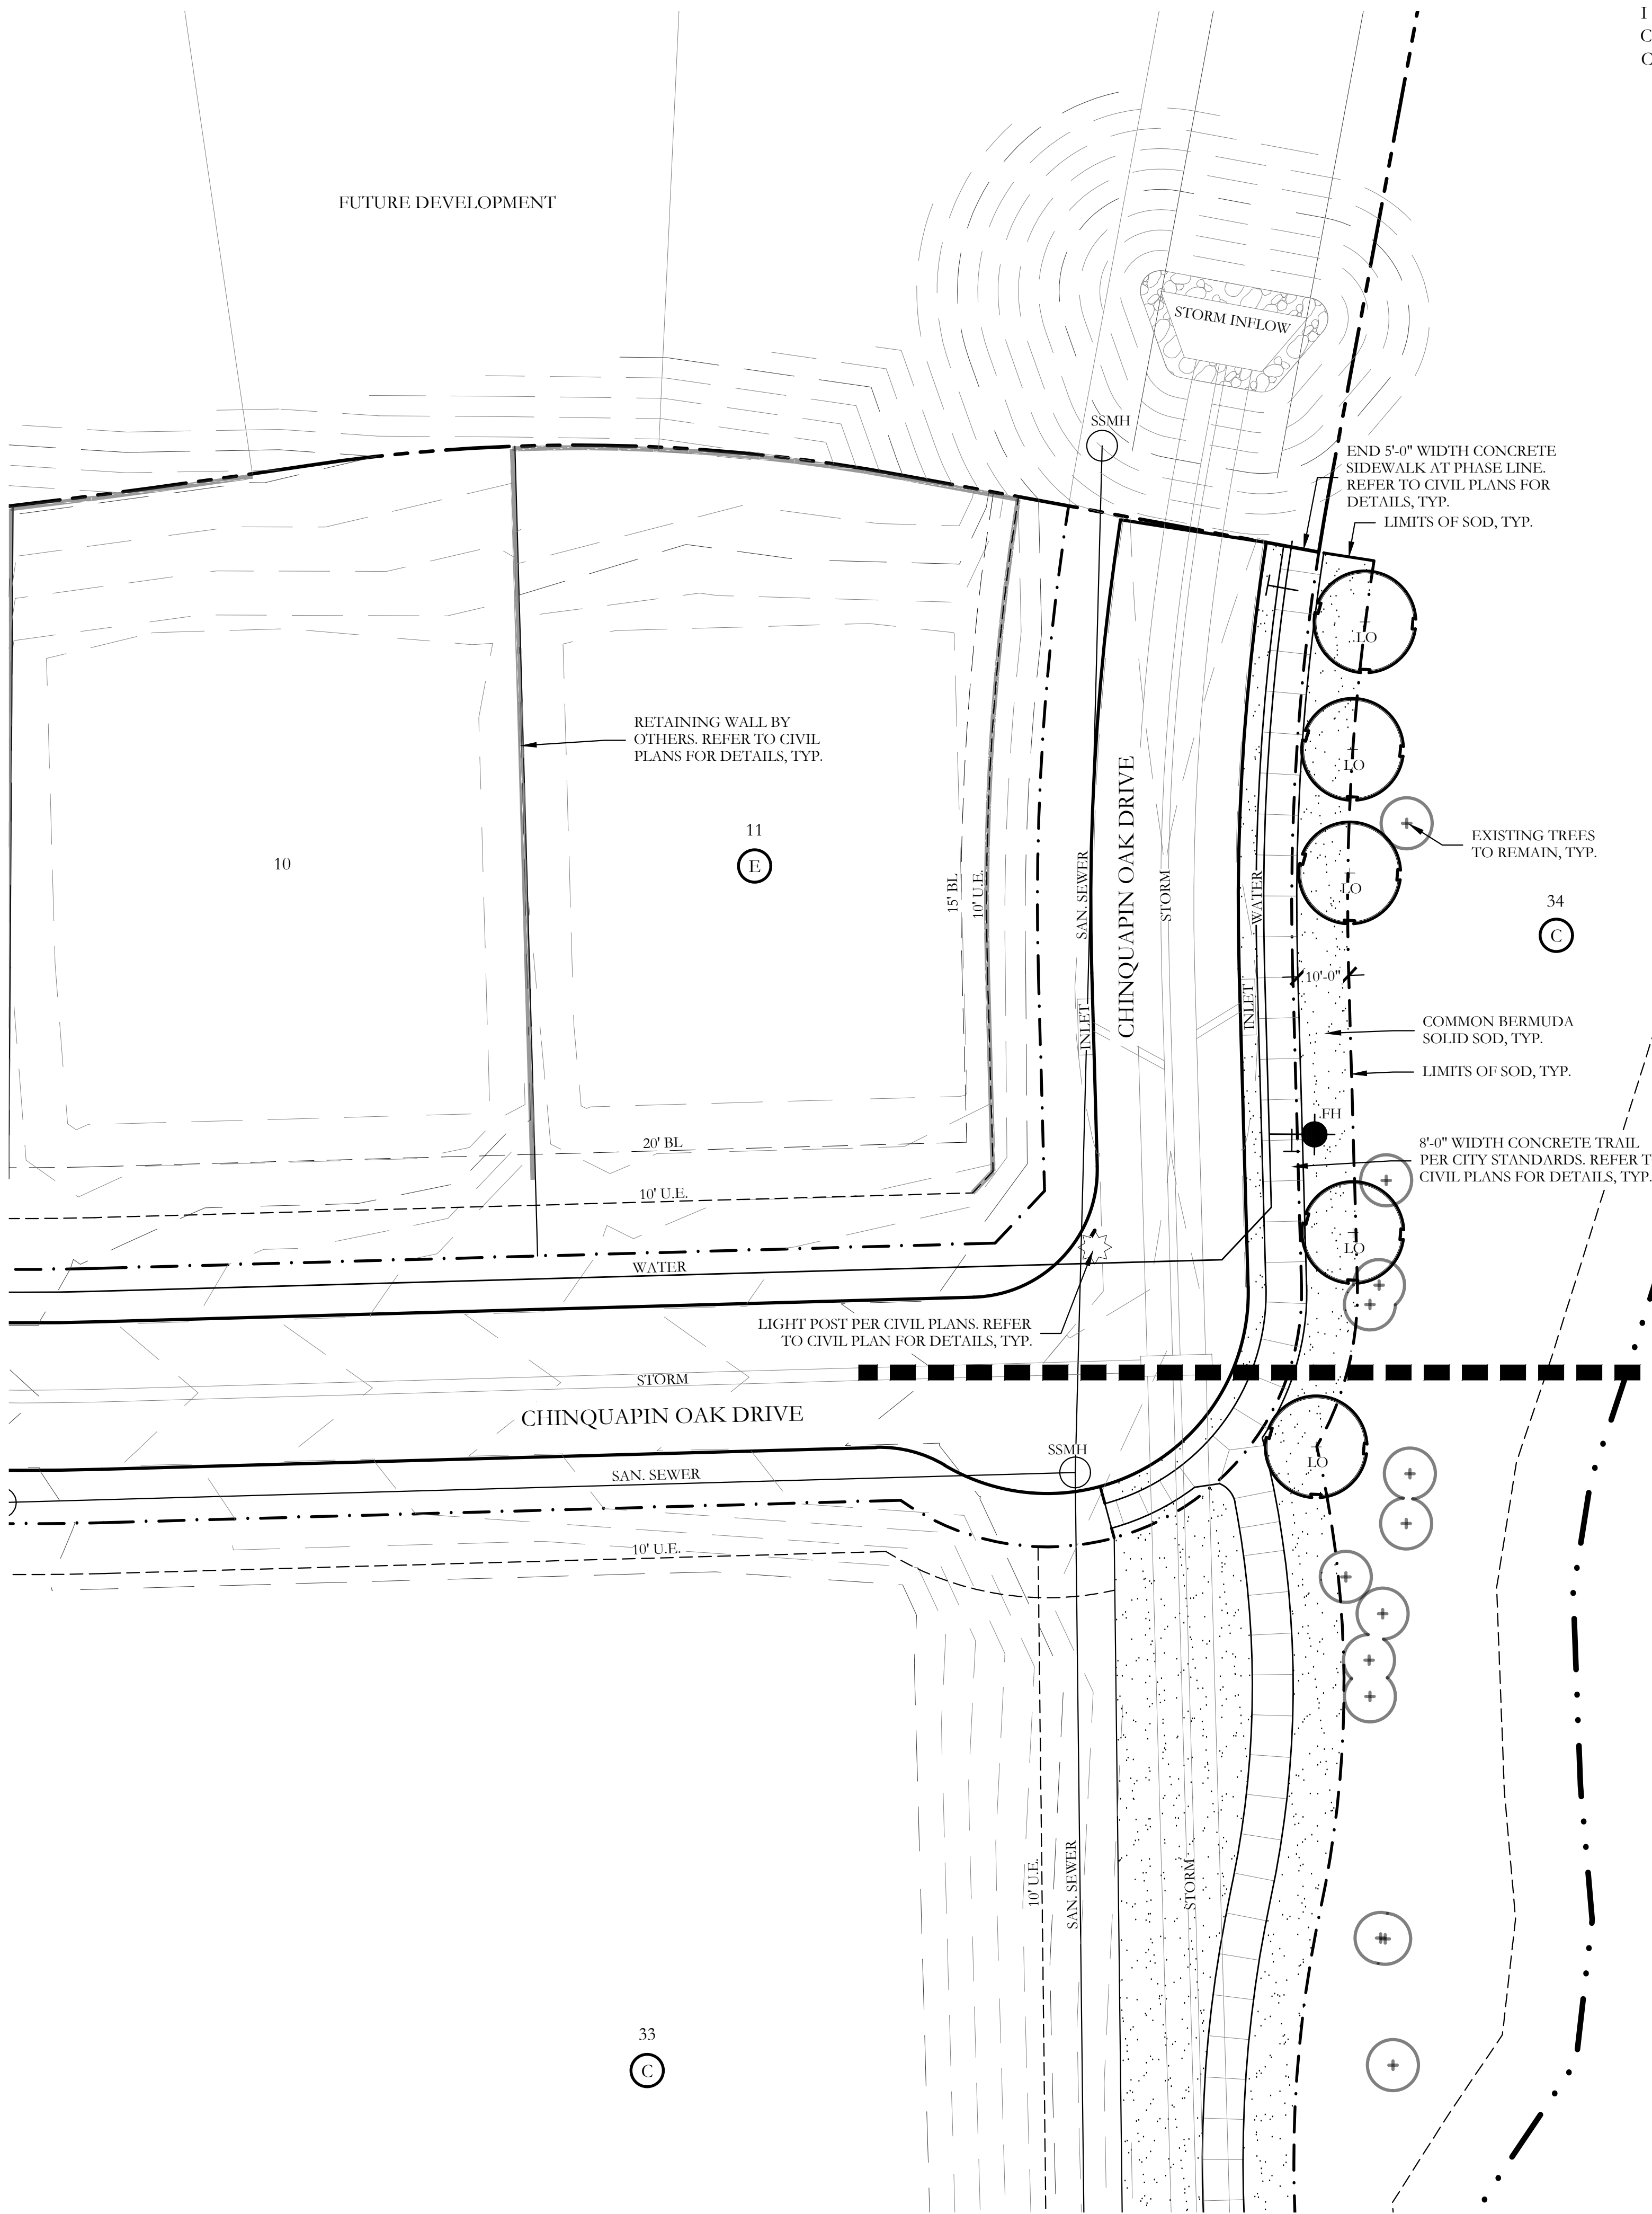 I
C
C
FUTURE DEVELOPMENT
STORM INFLOW
SSMH
END 5'-0" WIDTH CONCRETE
SIDEWALK AT PHASE LINE.
REFER TO CIVIL PLANS FOR
DETAILS, TYP.
LIMITS OF SOD, TYP.
LO
RETAINING WALL BY
OTHERS. REFER TO CIVIL
PLANS FOR DETAILS, TYP.
LO
EXISTING TREES
TO REMAIN, TYP.
10
11
E
15' BL
10' U.E.
SAN. SEWER
CHINQUAPIN OAK DRIVE
STORM
WATER
LO
34
C
10'-0"
INLET
INLET
COMMON BERMUDA
SOLID SOD, TYP.
LIMITS OF SOD, TYP.
FH
8'-0" WIDTH CONCRETE TRAIL
PER CITY STANDARDS. REFER T
CIVIL PLANS FOR DETAILS, TYP.
20' BL
10' U.E.
LO
WATER
LIGHT POST PER CIVIL PLANS. REFER
TO CIVIL PLAN FOR DETAILS, TYP.
STORM
CHINQUAPIN OAK DRIVE
SSMH
LO
SAN. SEWER
10' U.E.
10' U.E.
SAN. SEWER
STORM
33
C